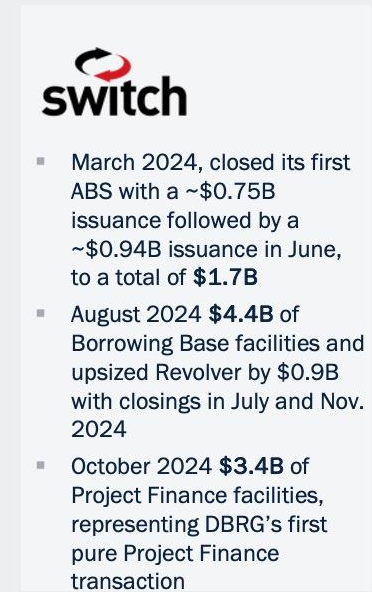 switch
▪ March 2024, closed its first
ABS with a ~$0.75B
issuance followed by a
~$0.94B issuance in June,
to a total of $1.7B
▪ August 2024 $4.4B of
Borrowing Base facilities and
upsized Revolver by $0.9B
with closings in July and Nov.
2024
▪ October 2024 $3.4B of
Project Finance facilities,
representing DBRG’s first
pure Project Finance
transaction